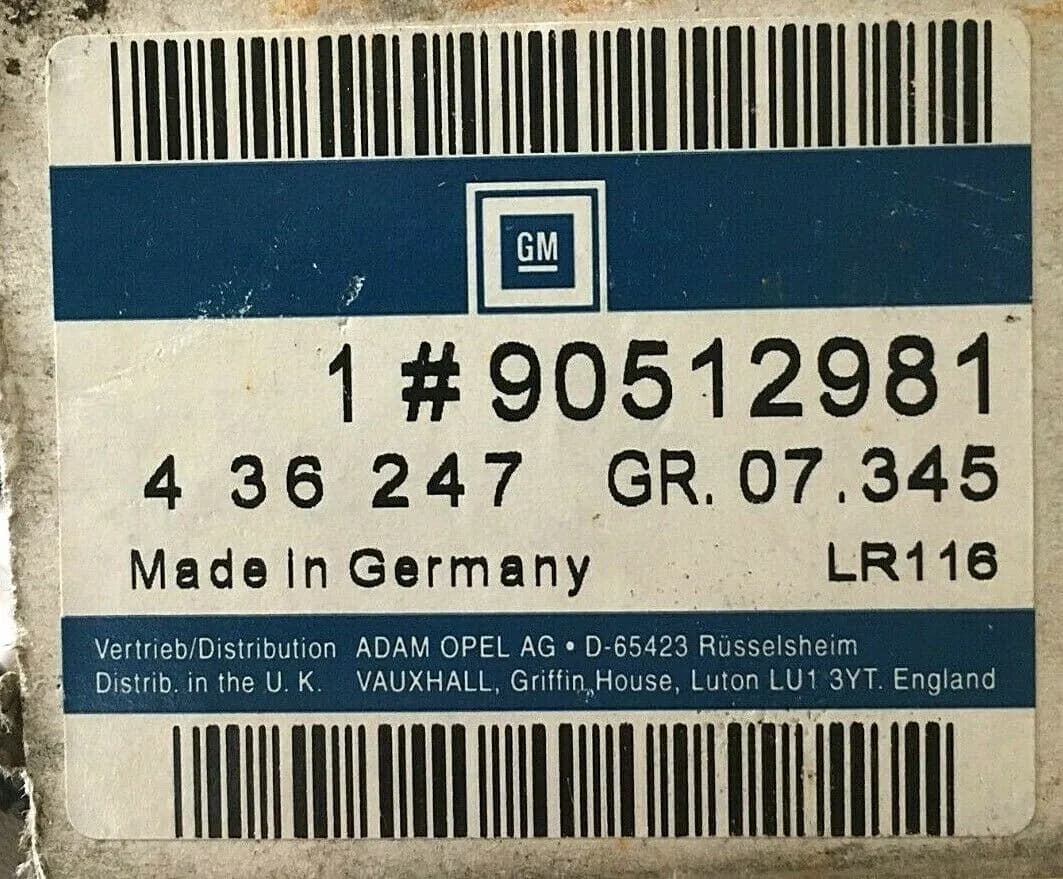 GM
1 #90512981
4 36 247 GR. 07.345
Made In Germany LR116
Vertrieb/Distribution ADAM OPEL AG • D-65423 Rüsselsheim
Distrib. in the U. K. VAUXHALL, Griffin House, Luton LU1 3YT. England